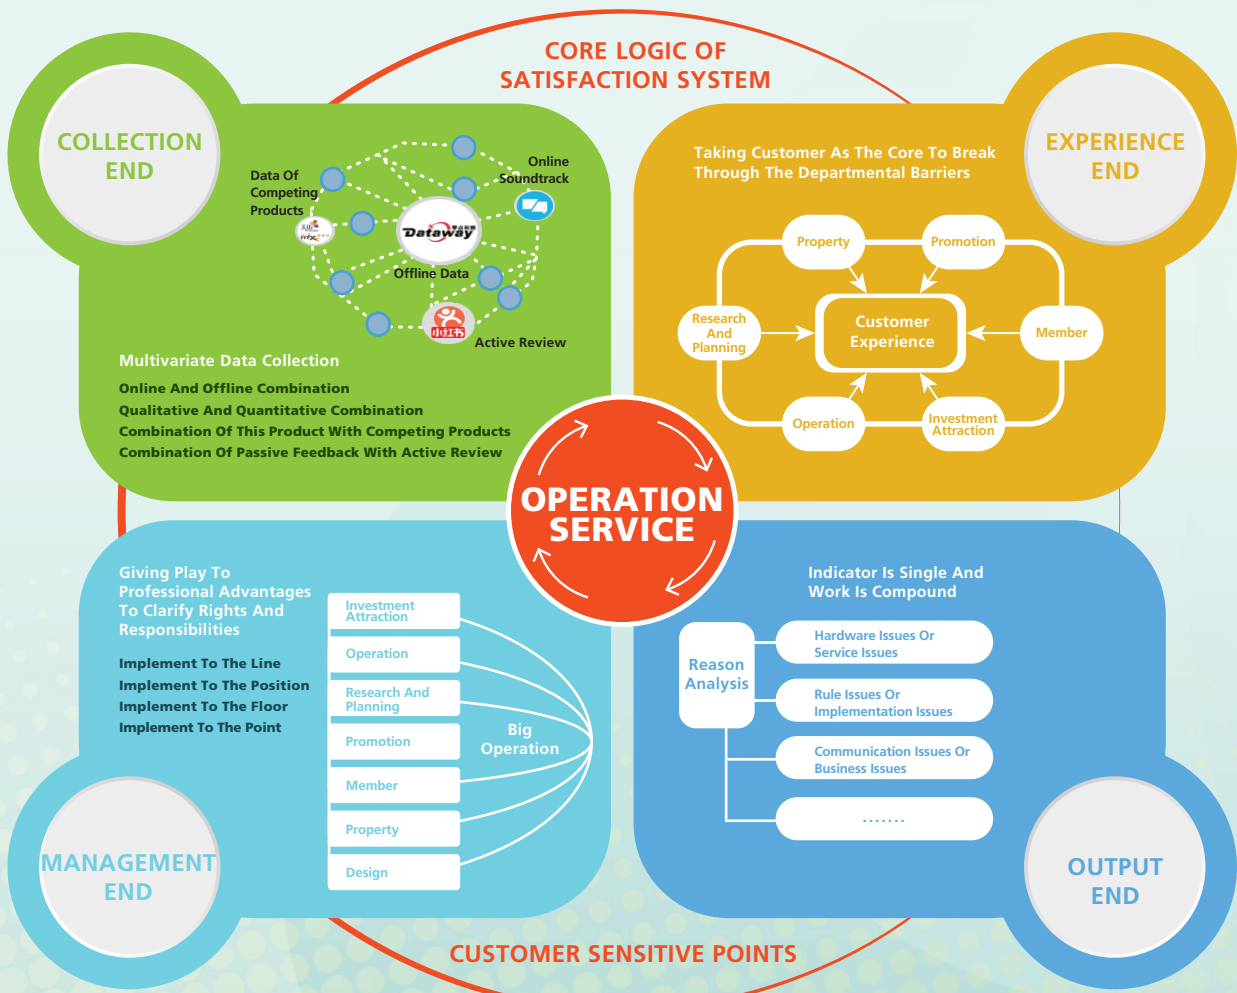 CORE LOGIC OF
SATISFACTION SYSTEM
COLLECTION
END
Data Of
Competing
Products
Online
Soundtrack
Dataway
Offline Data
小红书
Active Review
Multivariate Data Collection
Online And Offline Combination
Qualitative And Quantitative Combination
Combination Of This Product With Competing Products
Combination Of Passive Feedback With Active Review
EXPERIENCE
END
Taking Customer As The Core To Break
Through The Departmental Barriers
Property
Promotion
Research
And
Planning
Customer
Experience
Member
Operation
Investment
Attraction
OPERATION
SERVICE
Giving Play To
Professional Advantages
To Clarify Rights And
Responsibilities
Implement To The Line
Implement To The Position
Implement To The Floor
Implement To The Point
Investment
Attraction
Operation
Research And
Planning
Promotion
Member
Property
Design
Big
Operation
MANAGEMENT
END
Indicator Is Single And
Work Is Compound
Reason
Analysis
Hardware Issues Or
Service Issues
Rule Issues Or
Implementation Issues
Communication Issues Or
Business Issues
.......
OUTPUT
END
CUSTOMER SENSITIVE POINTS